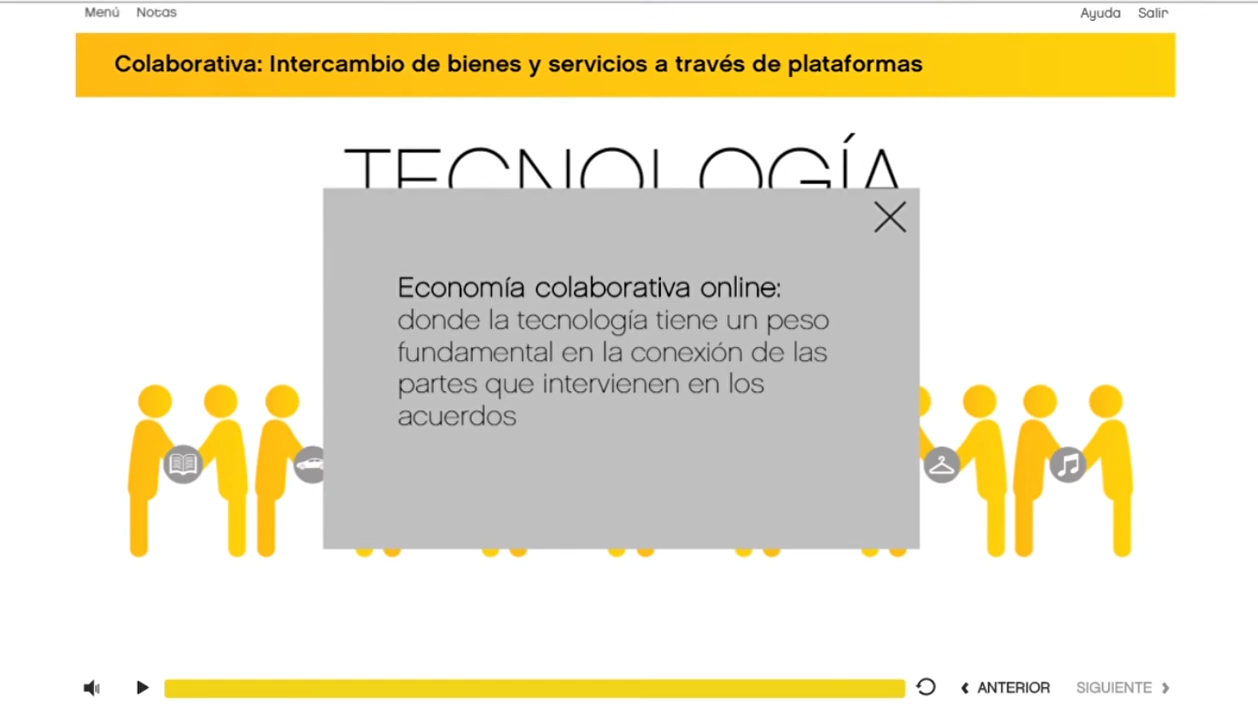 Menú Notas Ayuda Salir
Colaborativa: Intercambio de bienes y servicios a través de plataformas
TECNOLOGÍA
Economía colaborativa online:
donde la tecnología tiene un peso
fundamental en la conexión de las
partes que intervienen en los
acuerdos
ANTERIOR SIGUIENTE